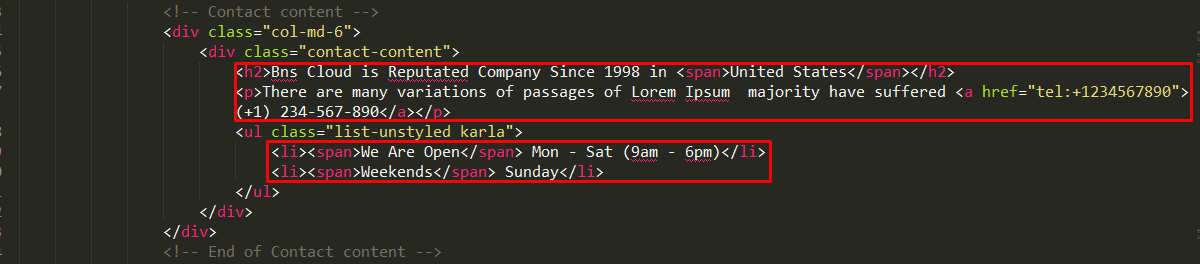 <!-- Contact content -->
<div class="col-md-6">
<div class="contact-content">
<h2>Bns Cloud is Reputated Company Since 1998 in <span>United States</span></h2>
<p>There are many variations of passages of Lorem Ipsum  majority have suffered <a href="tel:+1234567890">
(+1) 234-567-890</a></p>
<ul class="list-unstyled karla">
<li><span>We Are Open</span> Mon - Sat (9am - 6pm)</li>
<li><span>Weekends</span> Sunday</li>
</ul>
</div>
</div>
<!-- End of Contact content -->